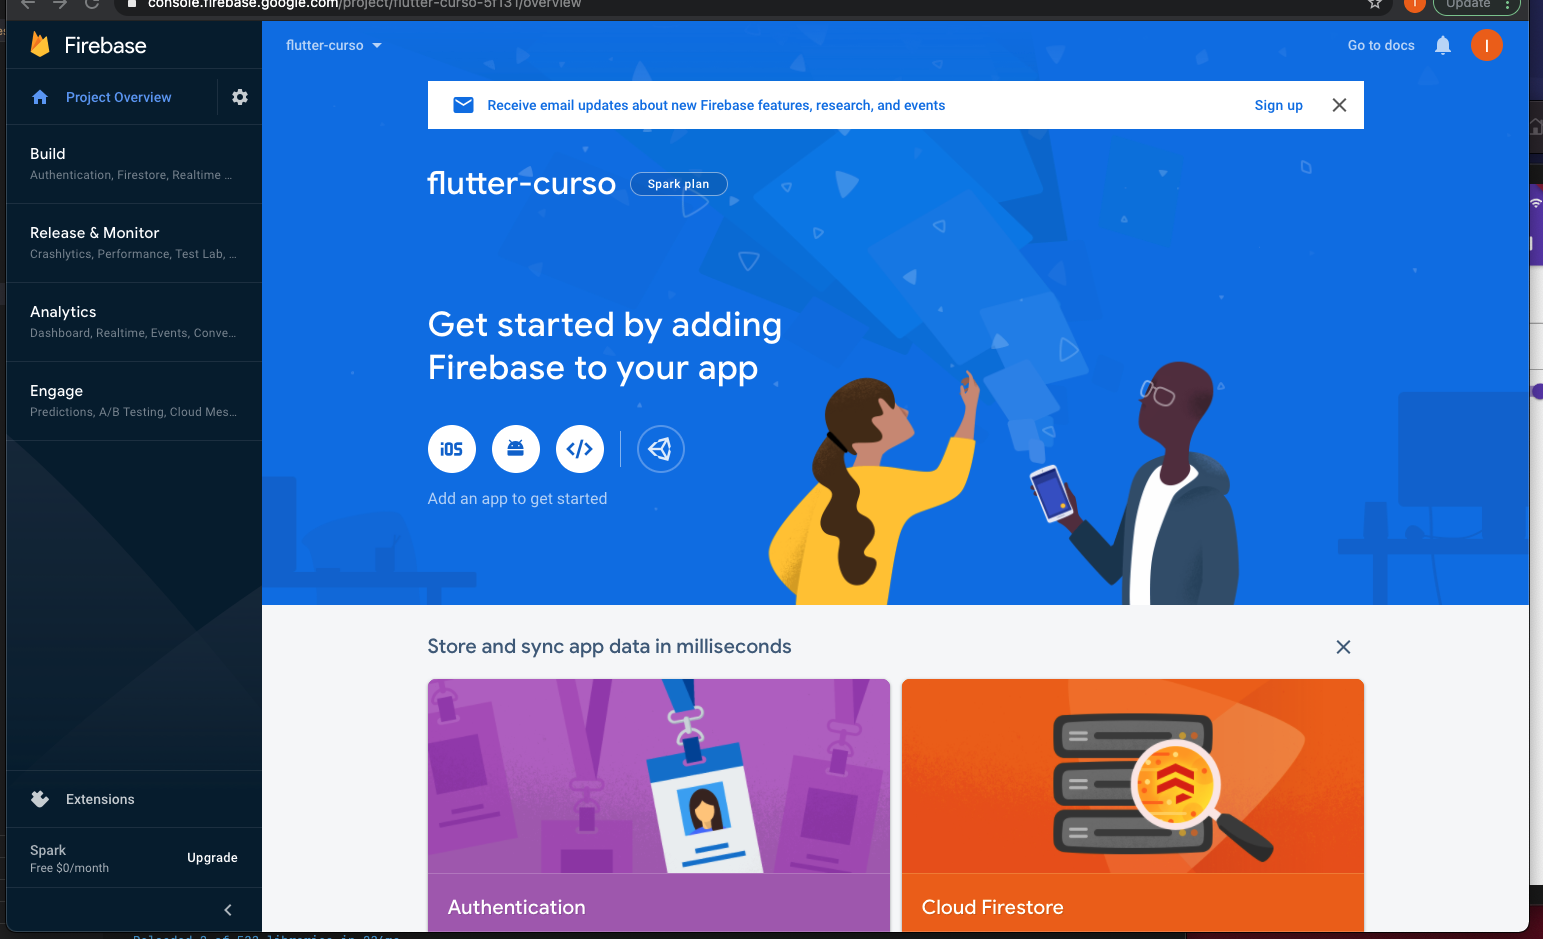 console.firebase.google.com/project/flutter-curso-5f131/overview
Update
Firebase
flutter-curso
Go to docs
I
Project Overview
Receive email updates about new Firebase features, research, and events
Sign up
Build
Authentication, Firestore, Realtime ...
flutter-curso
Spark plan
Release & Monitor
Crashlytics, Performance, Test Lab, ...
Analytics
Dashboard, Realtime, Events, Conve...
Get started by adding
Firebase to your app
Engage
Predictions, A/B Testing, Cloud Mes...
iOS
Add an app to get started
Store and sync app data in milliseconds
Extensions
Spark
Free $0/month
Upgrade
Authentication
Cloud Firestore